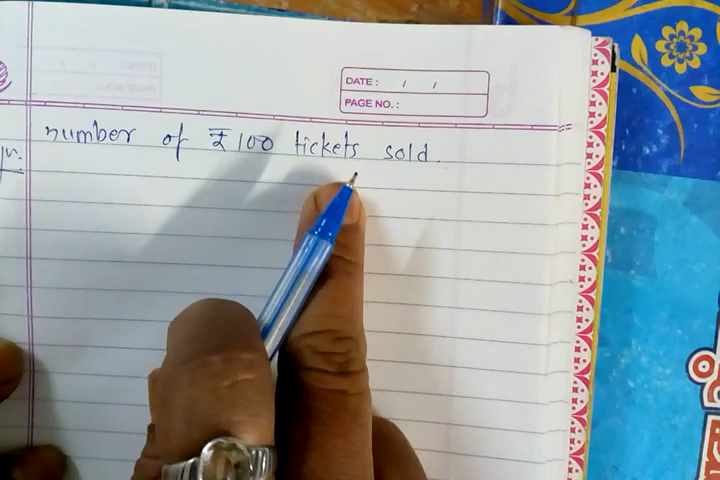 DATE : / /
PAGE NO. :
number of ₹100 tickets sold.